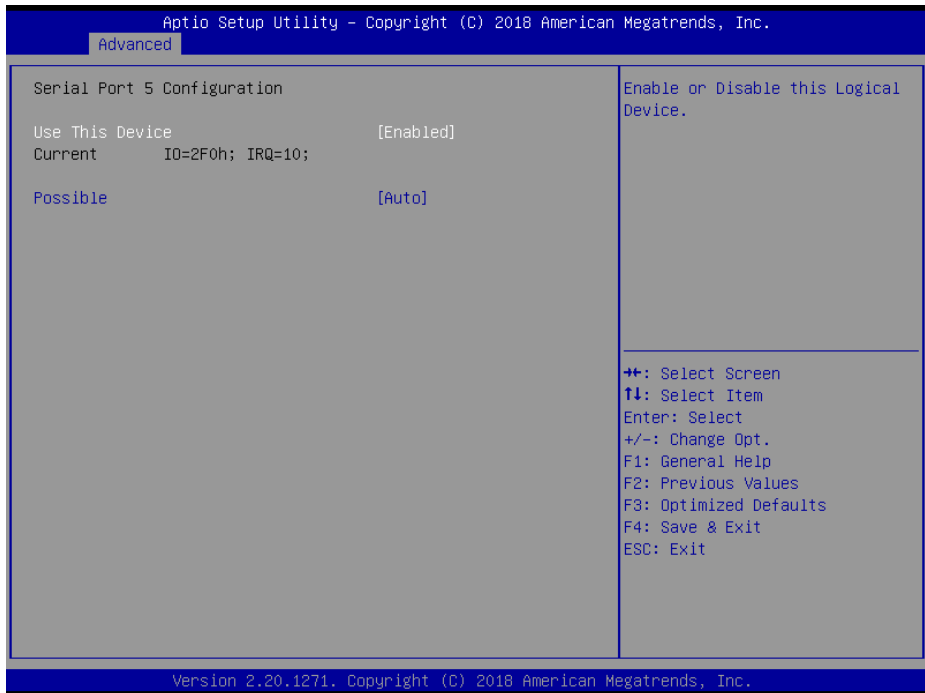 Aptio Setup Utility – Copyright (C) 2018 American Megatrends, Inc.
Advanced
Serial Port 5 Configuration
Use This Device [Enabled]
Current IO=2F0h; IRQ=10;
Possible [Auto]
Enable or Disable this Logical
Device.
→←: Select Screen
↑↓: Select Item
Enter: Select
+/-: Change Opt.
F1: General Help
F2: Previous Values
F3: Optimized Defaults
F4: Save & Exit
ESC: Exit
Version 2.20.1271. Copyright (C) 2018 American Megatrends, Inc.